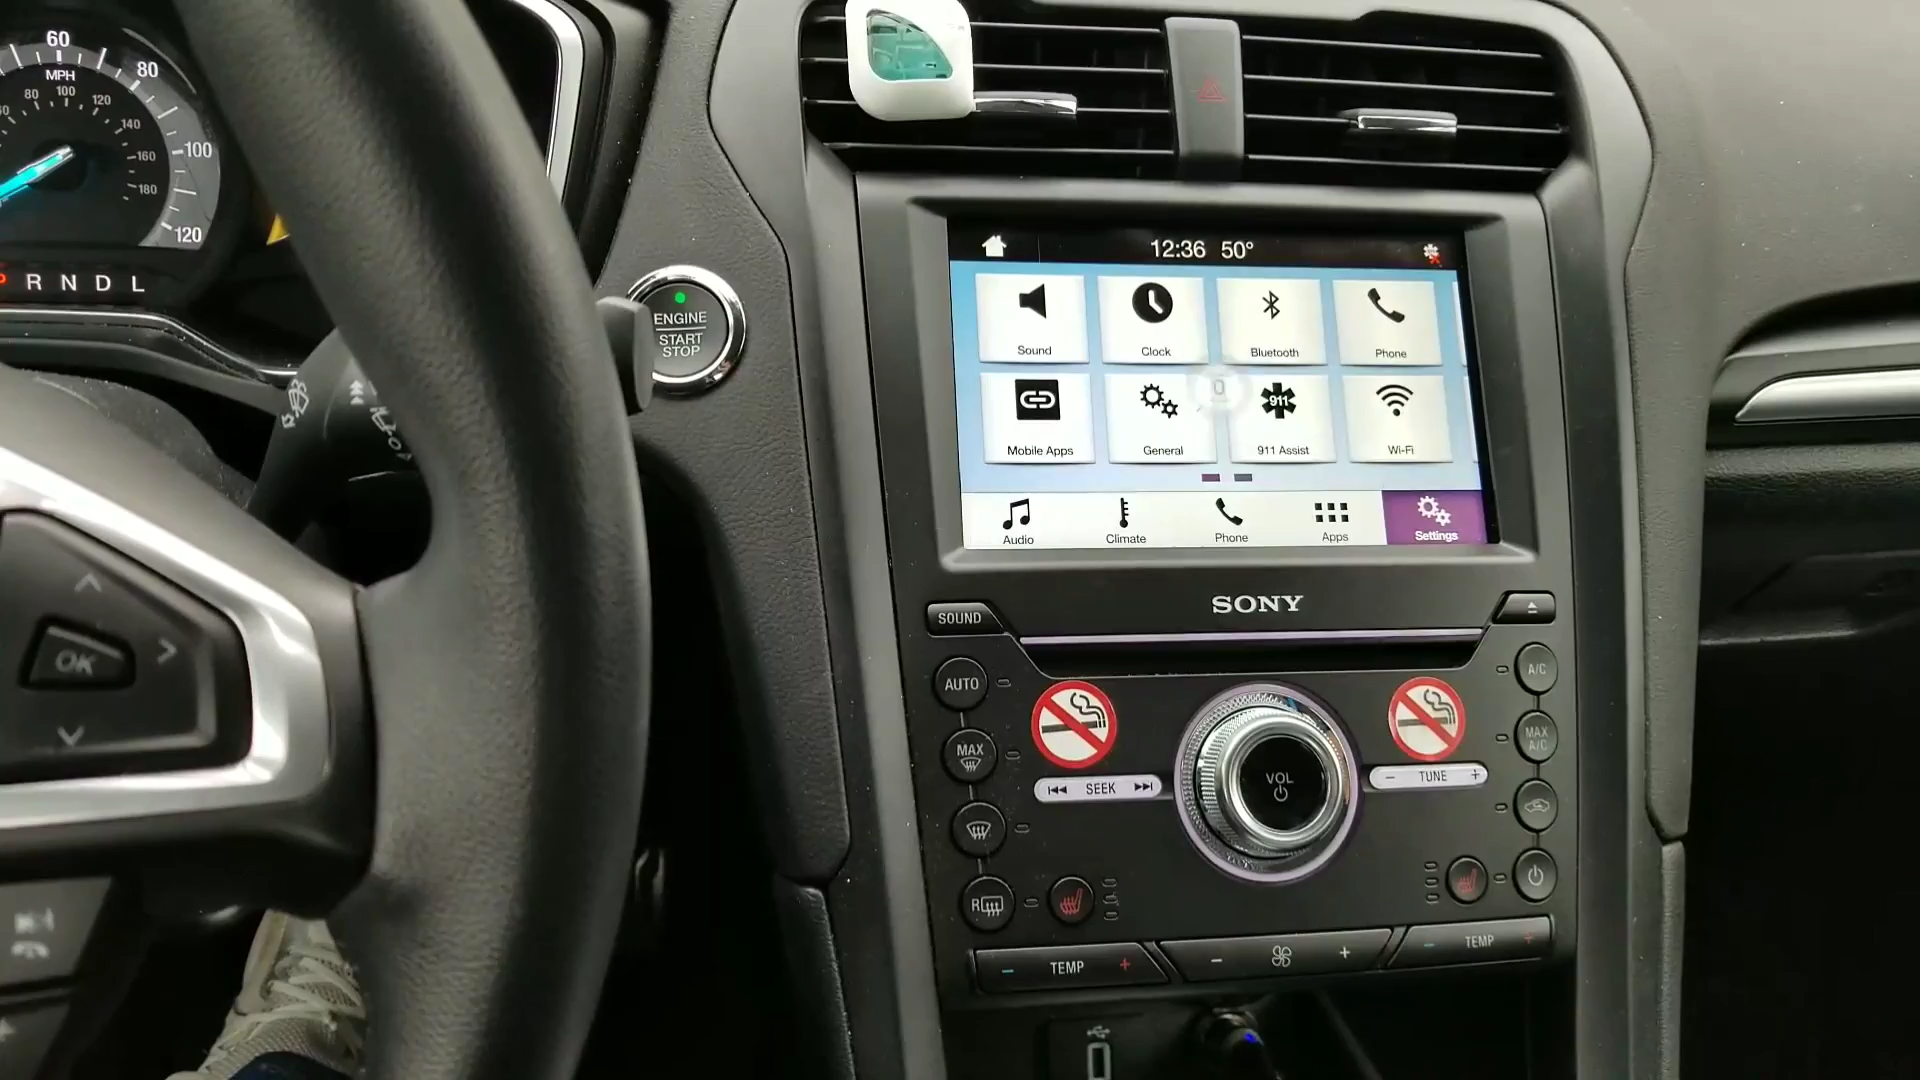 60
MPH
80
80
100
120
140
100
160
180
120
P R N D L
ENGINE
START
STOP
12:36 50°
Sound
Clock
Bluetooth
Phone
911
Mobile Apps
General
911 Assist
Wi-Fi
Audio
Climate
Phone
Apps
Settings
SONY
SOUND
AUTO
A/C
MAX
MAX
A/C
SEEK
VOL
− TUNE +
R
OK
− TEMP +
− +
− TEMP +